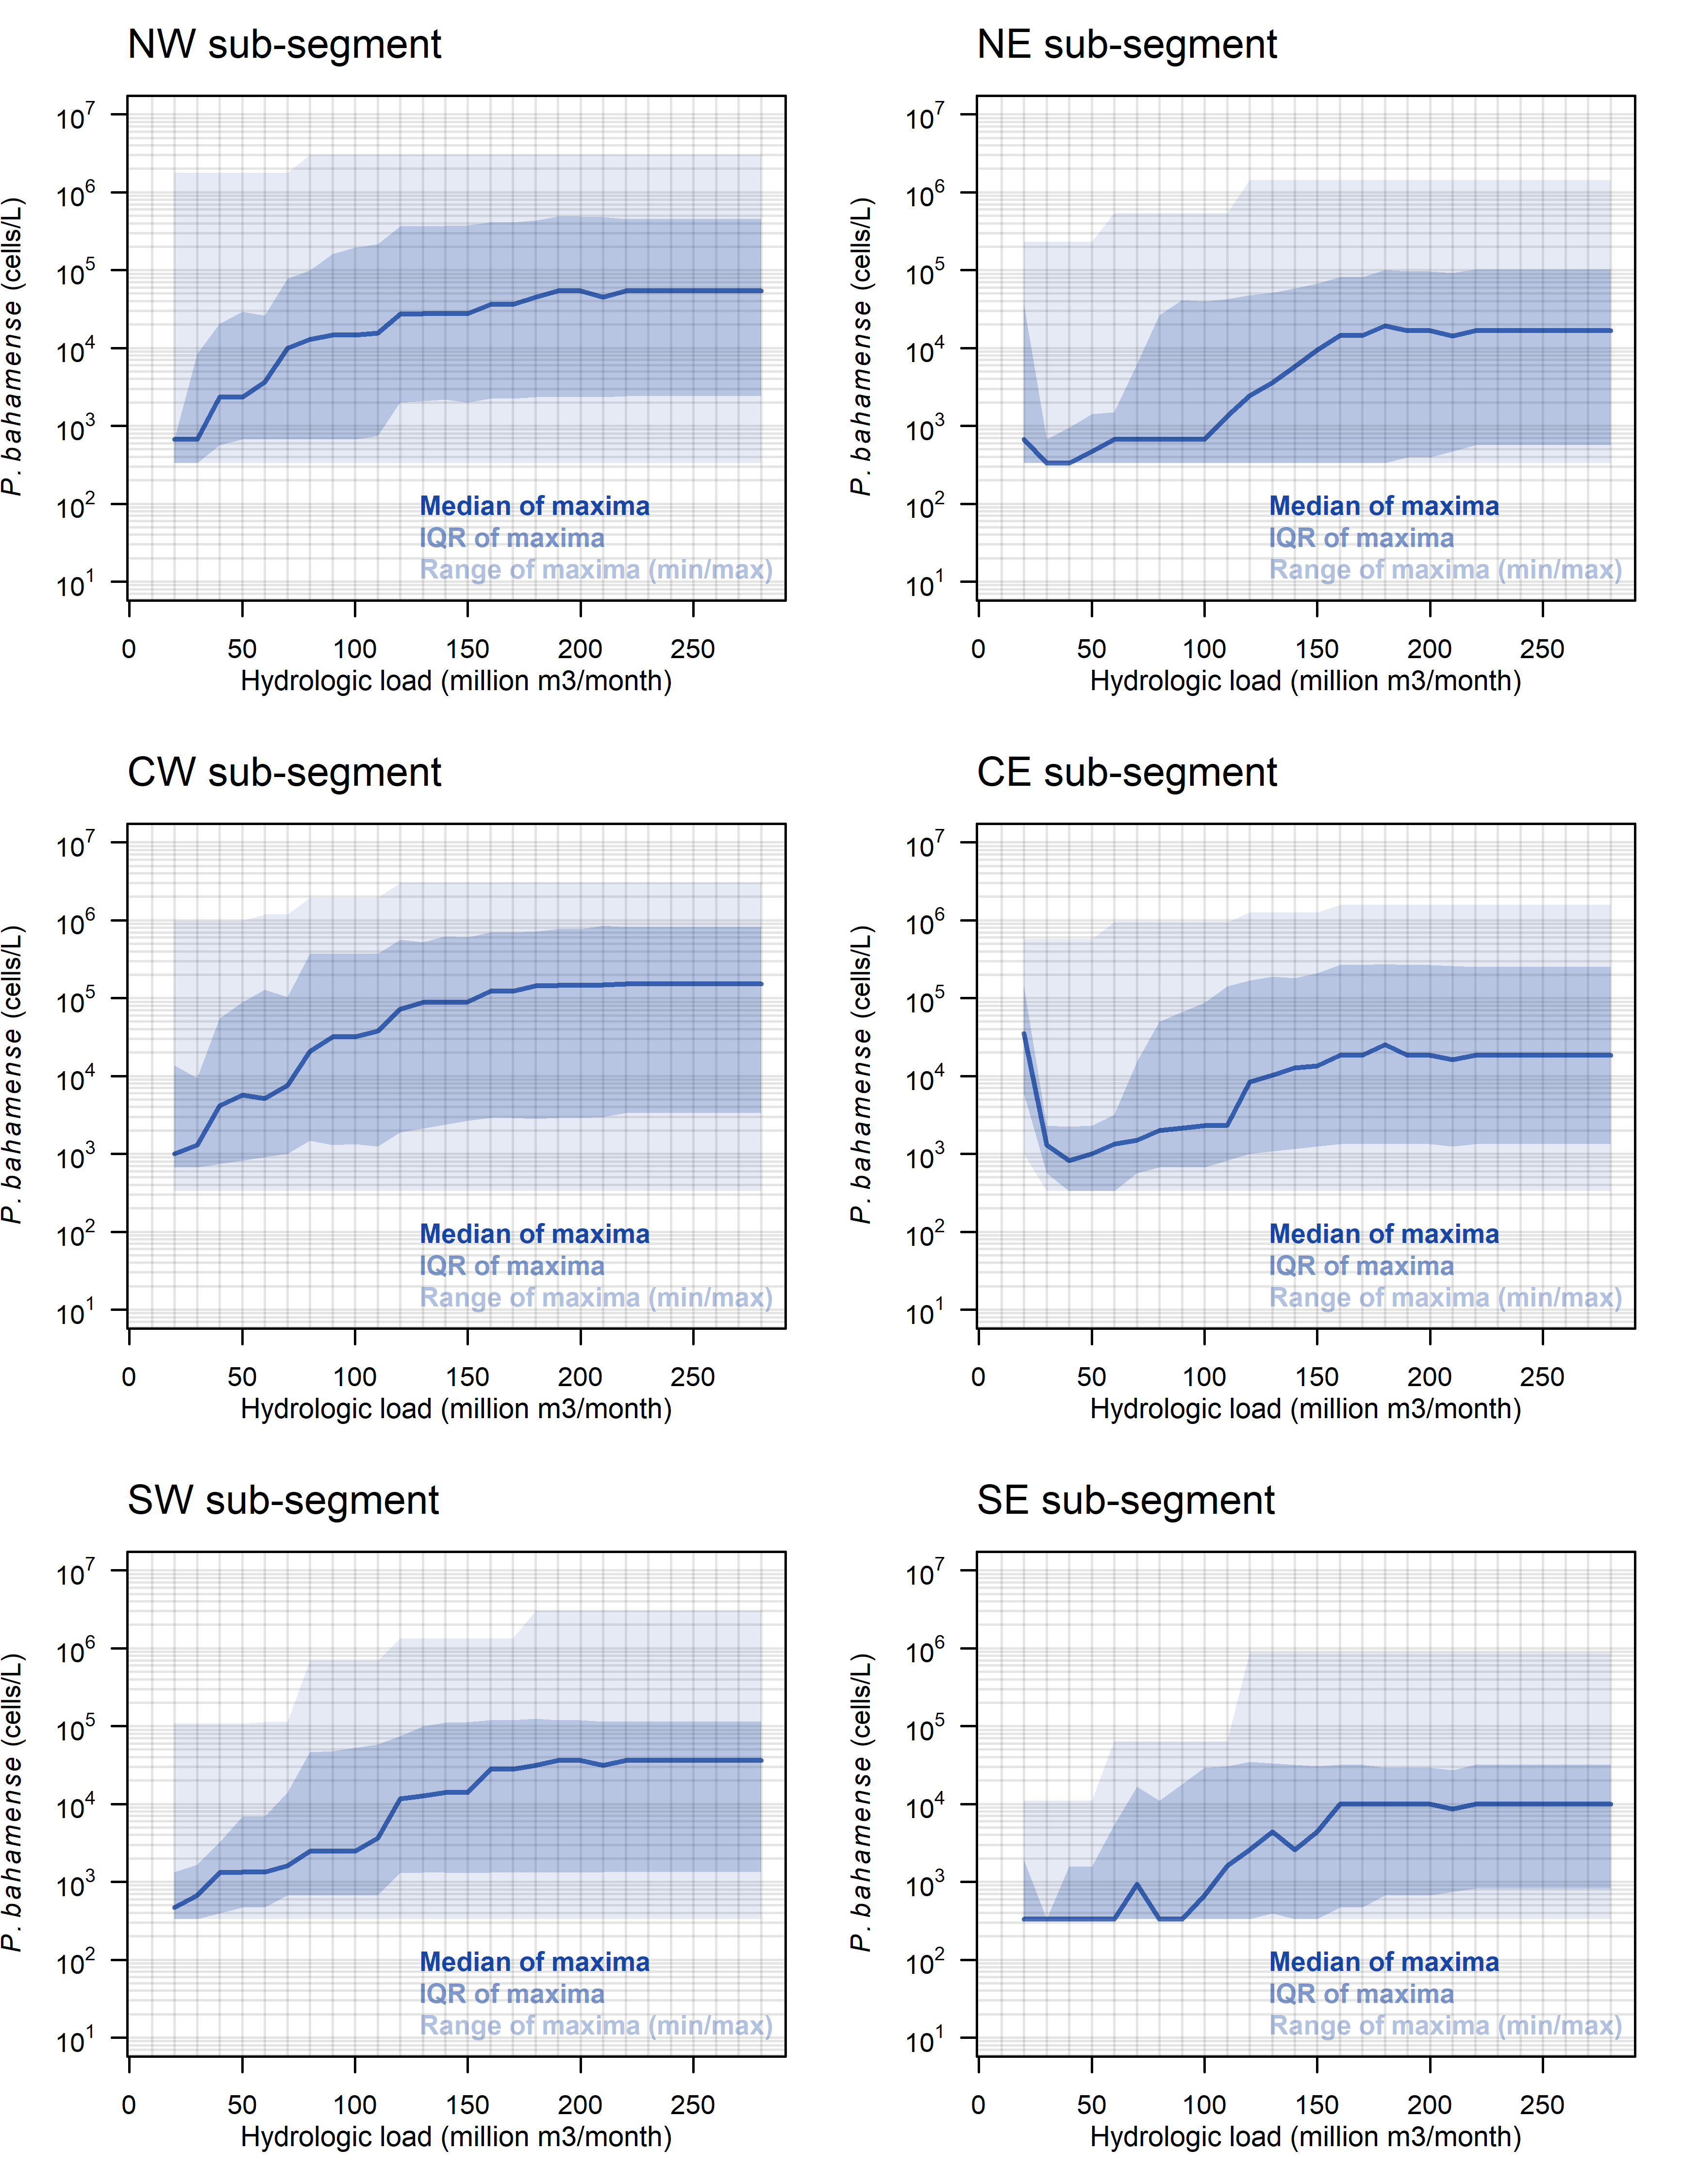 NW sub-segment
10^7
10^6
10^5
10^4
10^3
10^2
10^1
P. bahamense (cells/L)
Median of maxima
IQR of maxima
Range of maxima (min/max)
0 50 100 150 200 250
Hydrologic load (million m3/month)
NE sub-segment
10^7
10^6
10^5
10^4
10^3
10^2
10^1
P. bahamense (cells/L)
Median of maxima
IQR of maxima
Range of maxima (min/max)
0 50 100 150 200 250
Hydrologic load (million m3/month)
CW sub-segment
10^7
10^6
10^5
10^4
10^3
10^2
10^1
P. bahamense (cells/L)
Median of maxima
IQR of maxima
Range of maxima (min/max)
0 50 100 150 200 250
Hydrologic load (million m3/month)
CE sub-segment
10^7
10^6
10^5
10^4
10^3
10^2
10^1
P. bahamense (cells/L)
Median of maxima
IQR of maxima
Range of maxima (min/max)
0 50 100 150 200 250
Hydrologic load (million m3/month)
SW sub-segment
10^7
10^6
10^5
10^4
10^3
10^2
10^1
P. bahamense (cells/L)
Median of maxima
IQR of maxima
Range of maxima (min/max)
0 50 100 150 200 250
Hydrologic load (million m3/month)
SE sub-segment
10^7
10^6
10^5
10^4
10^3
10^2
10^1
P. bahamense (cells/L)
Median of maxima
IQR of maxima
Range of maxima (min/max)
0 50 100 150 200 250
Hydrologic load (million m3/month)